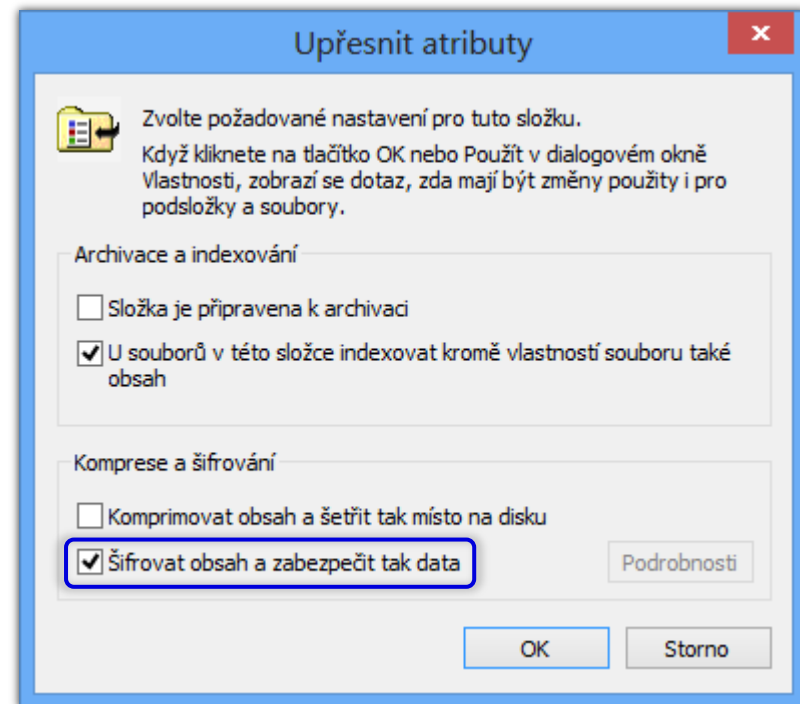 Upřesnit atributy
Zvolte požadované nastavení pro tuto složku.
Když kliknete na tlačítko OK nebo Použít v dialogovém okně
Vlastnosti, zobrazí se dotaz, zda mají být změny použity i pro
podsložky a soubory.
Archivace a indexování
Složka je připravena k archivaci
U souborů v této složce indexovat kromě vlastností souboru také
obsah
Komprese a šifrování
Komprimovat obsah a šetřit tak místo na disku
Šifrovat obsah a zabezpečit tak data
Podrobnosti
OK
Storno